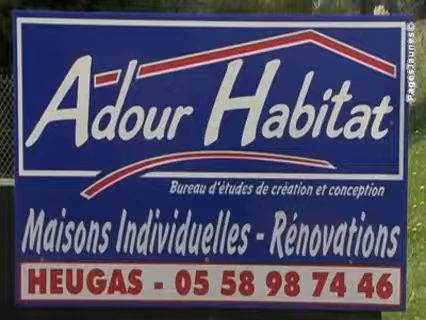 Adour Habitat
Bureau d'études de création et conception
Maisons Individuelles - Rénovations
HEUGAS - 05 58 98 74 46
PagesJaunes©